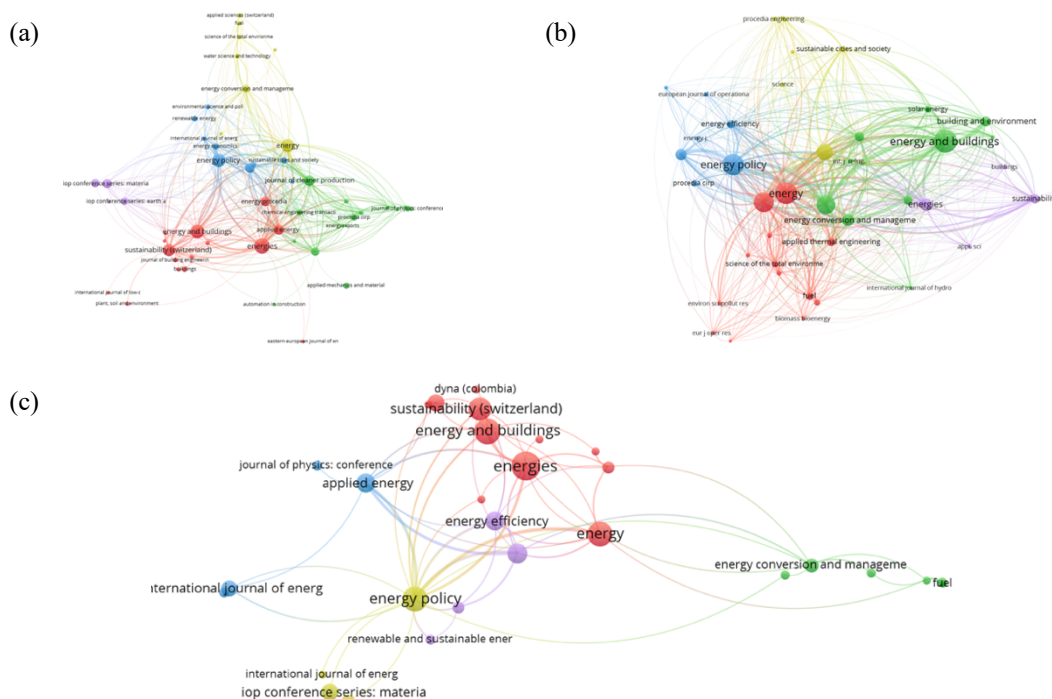 (a)
applied sciences (switzerland)
fuel
science of the total environme
water science and technology
energy conversion and manageme
environmental science and poli
renewable energy
international journal of energ
energy economics
energy
energy policy
sustainable cities and society
journal of cleaner production
iop conference series: materia
iop conference series: earth a
energy procedia
chemical engineering transacti
procedia cirp
journal of physics: conference
energy reports
applied energy
energy and buildings
sustainability (switzerland)
energies
journal of building engineerin
buildings
international journal of low-c
plant, soil and environment
applied mechanics and material
automation in construction
eastern european journal of en
(b)
procedia engineering
sustainable cities and society
science
european journal of operationa
solar energy
building and environment
energy efficiency
energy and buildings
energy j.
energy policy
buildings
procedia cirp
energy
energies
sustainabili
energy conversion and manageme
applied thermal engineering
appl. sci
science of the total environme
international journal of hydro
fuel
environ sci pollut res
biomass bioenergy
eur j oper res
(c)
dyna (colombia)
sustainability (switzerland)
energy and buildings
journal of physics: conference
energies
applied energy
energy efficiency
energy
energy conversion and manageme
nternational journal of energ
fuel
energy policy
renewable and sustainable ener
international journal of energ
iop conference series: materia